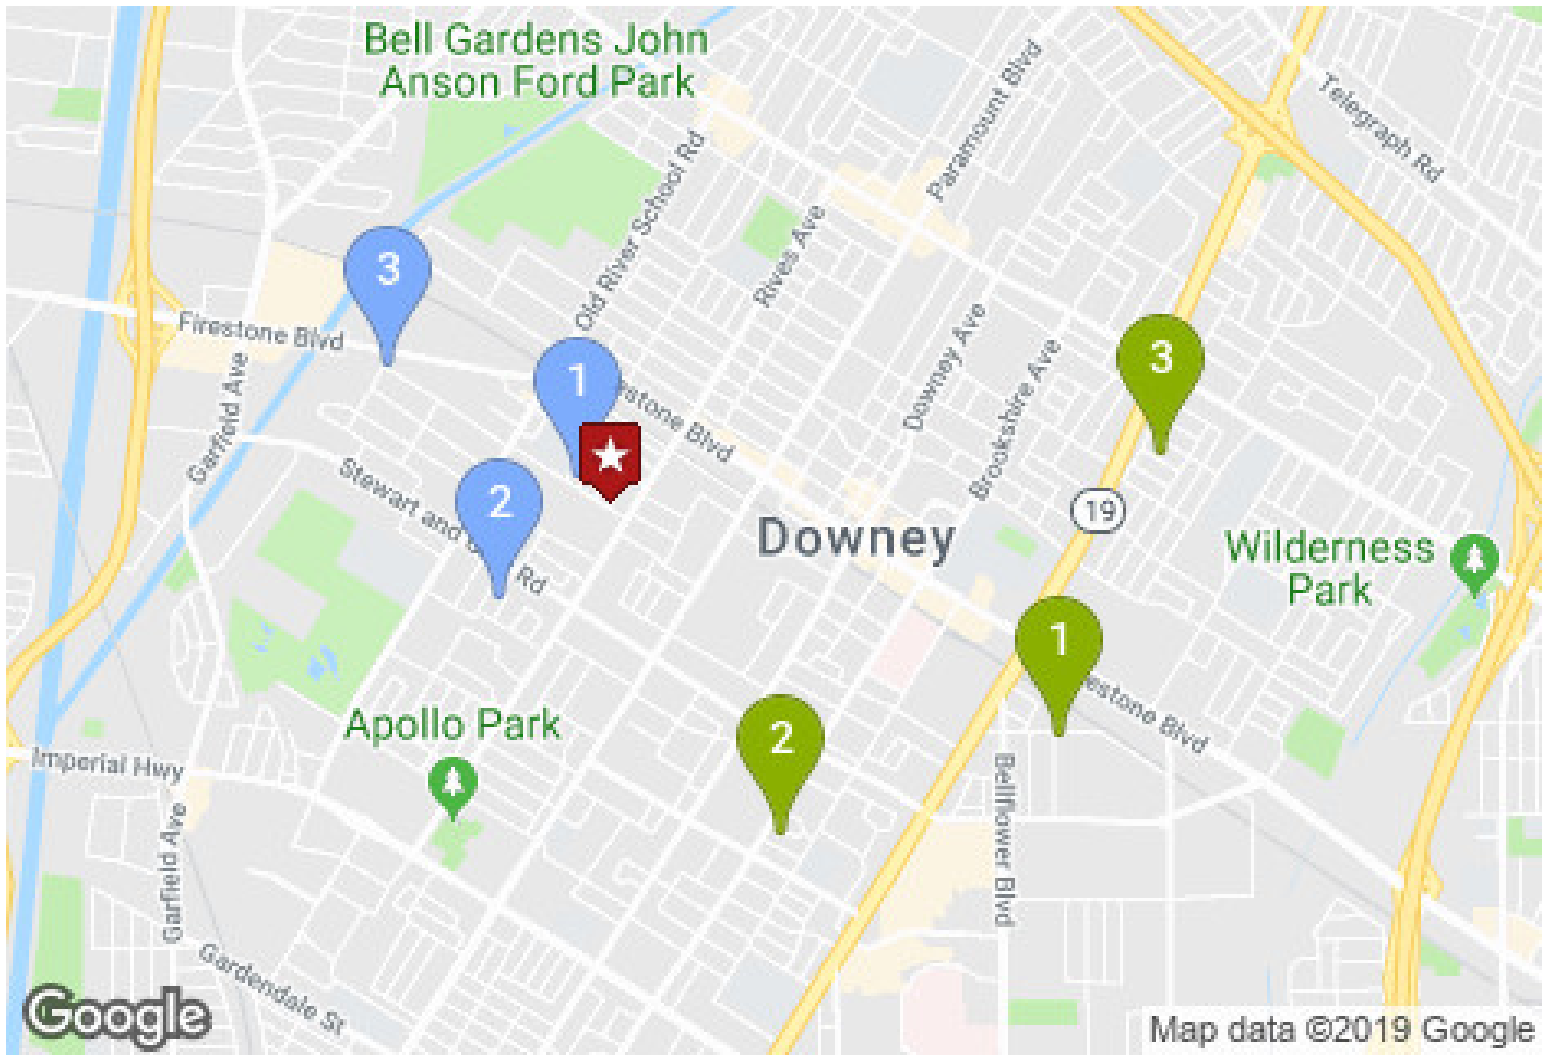 Bell Gardens John
Anson Ford Park
Paramount Blvd
Telegraph Rd
Old River School Rd
Rives Ave
3
Firestone Blvd
Garfield Ave
1
estone Blvd
Downey Ave
Brookshire Ave
3
19
Stewart and
Rd
2
Downey
Wilderness
Park
1
estone Blvd
Apollo Park
2
Imperial Hwy
Garfield Ave
Bellflower Blvd
Gardendale St
Google
Map data ©2019 Google